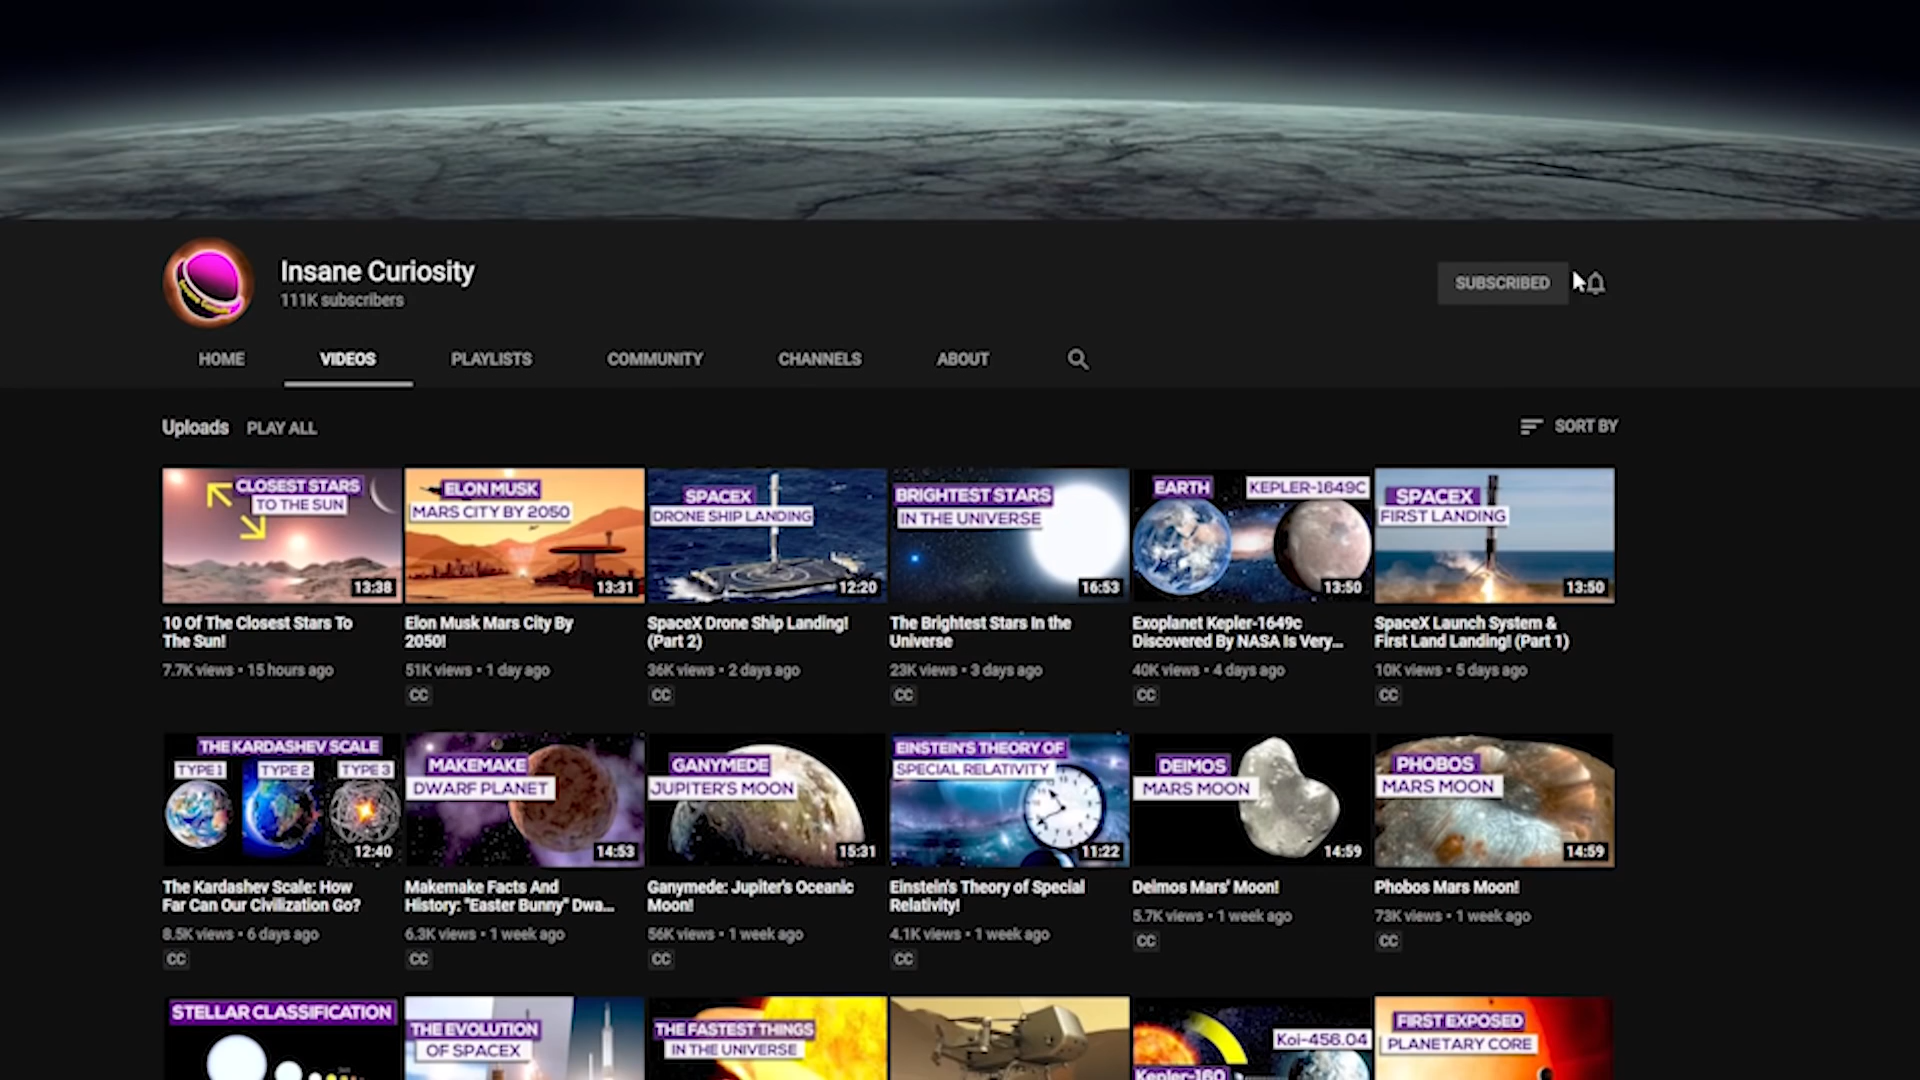 Insane Curiosity
111K subscribers
SUBSCRIBED
HOME VIDEOS PLAYLISTS COMMUNITY CHANNELS ABOUT
Uploads PLAY ALL
SORT BY
CLOSEST STARS
TO THE SUN
13:38
ELON MUSK
MARS CITY BY 2050
13:31
SPACEX
DRONE SHIP LANDING
12:20
BRIGHTEST STARS
IN THE UNIVERSE
16:53
EARTH
KEPLER-1649C
13:50
SPACEX
FIRST LANDING
13:50
10 Of The Closest Stars To
The Sun!
7.7K views • 15 hours ago
Elon Musk Mars City By
2050!
51K views • 1 day ago
CC
SpaceX Drone Ship Landing!
(Part 2)
36K views • 2 days ago
CC
The Brightest Stars In the
Universe
23K views • 3 days ago
CC
Exoplanet Kepler-1649c
Discovered By NASA Is Very...
40K views • 4 days ago
CC
SpaceX Launch System &
First Land Landing! (Part 1)
10K views • 5 days ago
CC
THE KARDASHEV SCALE
TYPE 1 TYPE 2 TYPE 3
12:40
MAKEMAKE
DWARF PLANET
14:53
GANYMEDE
JUPITER'S MOON
15:31
EINSTEIN'S THEORY OF
SPECIAL RELATIVITY
11:22
DEIMOS
MARS MOON
14:59
PHOBOS
MARS MOON
14:59
The Kardashev Scale: How
Far Can Our Civilization Go?
8.5K views • 6 days ago
CC
Makemake Facts And
History: "Easter Bunny" Dwa...
6.3K views • 1 week ago
CC
Ganymede: Jupiter's Oceanic
Moon!
56K views • 1 week ago
CC
Einstein's Theory of Special
Relativity!
4.1K views • 1 week ago
CC
Deimos Mars' Moon!
5.7K views • 1 week ago
CC
Phobos Mars Moon!
73K views • 1 week ago
CC
STELLAR CLASSIFICATION
THE EVOLUTION
OF SPACEX
THE FASTEST THINGS
IN THE UNIVERSE
Koi-456.04
Kepler-160
FIRST EXPOSED
PLANETARY CORE